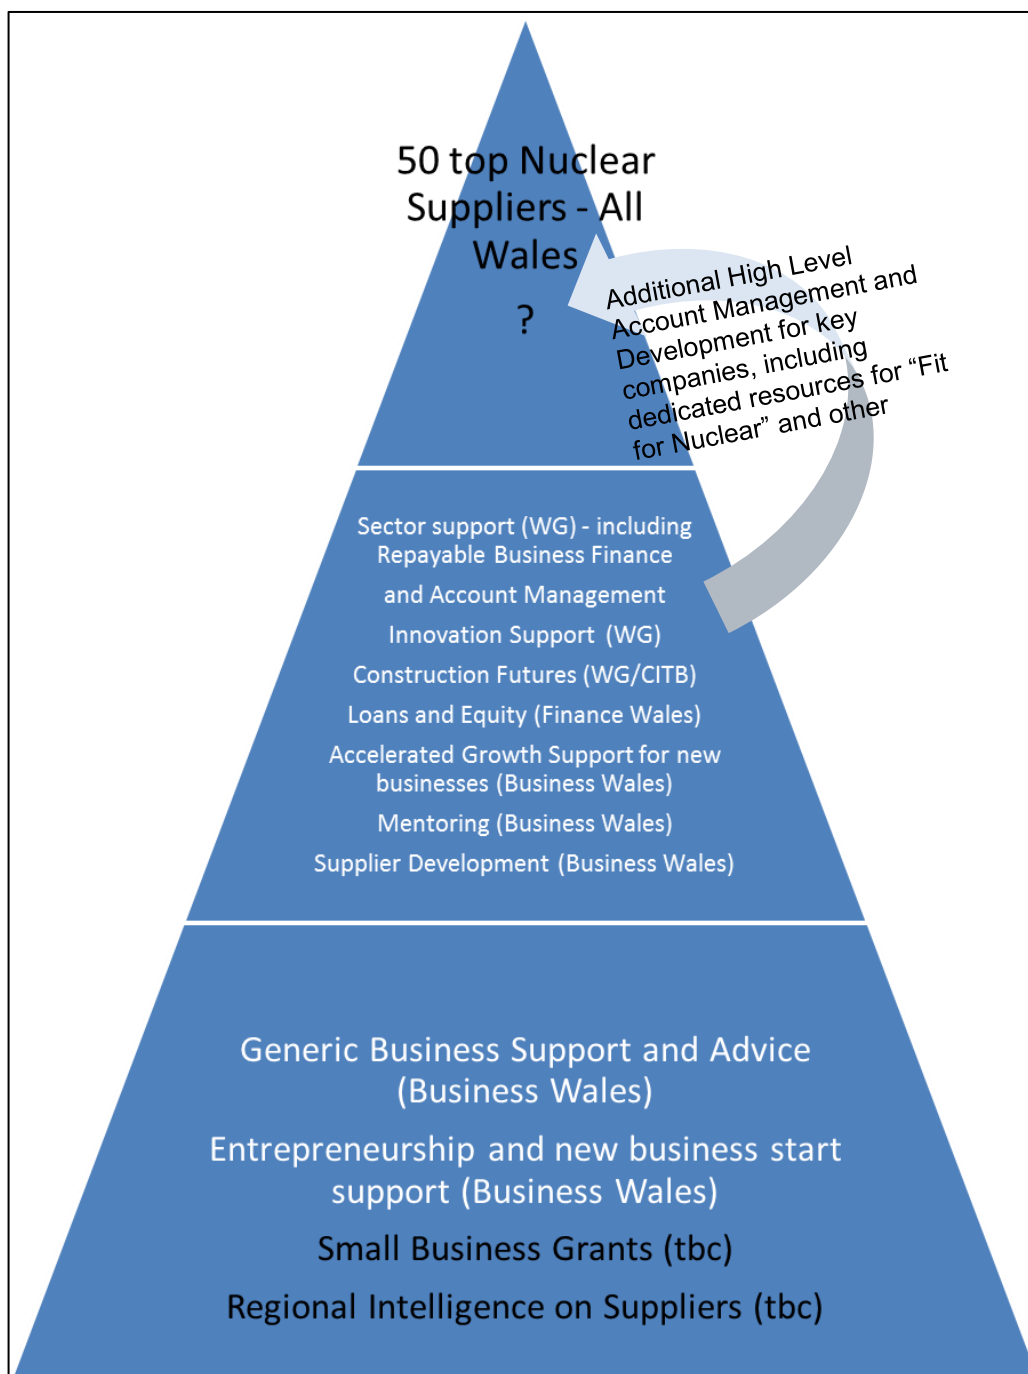 50 top Nuclear
Suppliers - All
Wales
?
Additional High Level
Account Management and
Development for key
companies, including
dedicated resources for “Fit
for Nuclear” and other
Sector support (WG) - including
Repayable Business Finance
and Account Management
Innovation Support (WG)
Construction Futures (WG/CITB)
Loans and Equity (Finance Wales)
Accelerated Growth Support for new
businesses (Business Wales)
Mentoring (Business Wales)
Supplier Development (Business Wales)
Generic Business Support and Advice
(Business Wales)
Entrepreneurship and new business start
support (Business Wales)
Small Business Grants (tbc)
Regional Intelligence on Suppliers (tbc)